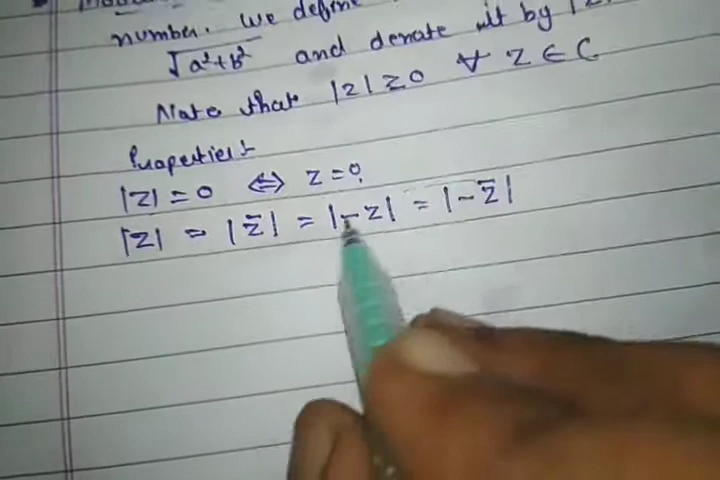 number. We define
√a²+b² and denote it by |z
Note that |z| ≥ 0 ∀ z ∈ C
Properties:-
|z| = 0 ⇔ z = 0
|z| = |z̄| = |-z| = |-z̄|